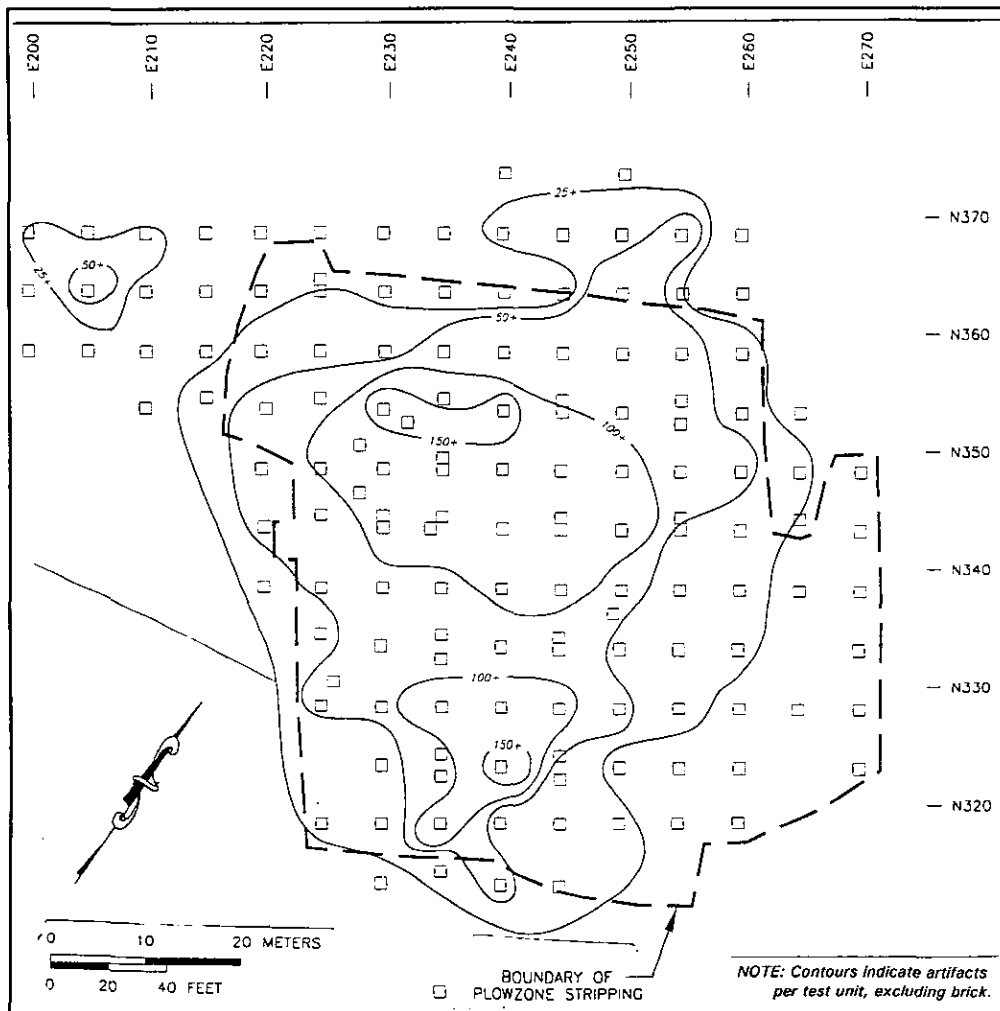 E200
E210
E220
E230
E240
E250
E260
E270
25+
N370
50+
25+
N360
50+
100+
150+
N350
N340
N330
100+
150+
N320
0 10 20 METERS
0 20 40 FEET
BOUNDARY OF
PLOWZONE STRIPPING
NOTE: Contours indicate artifacts
per test unit, excluding brick.